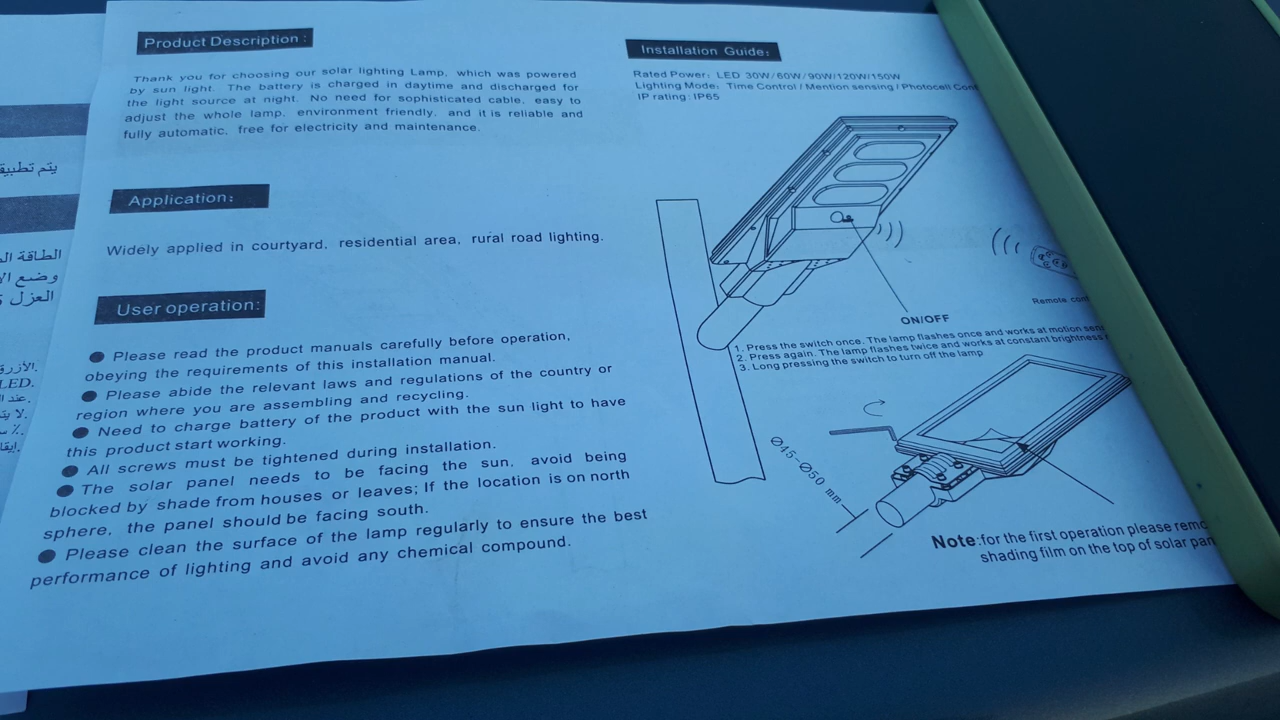 Product Description :
Thank you for choosing our solar lighting Lamp, which was powered
by sun light. The battery is charged in daytime and discharged for
the light source at night. No need for sophisticated cable, easy to
adjust the whole lamp, environment friendly, and it is reliable and
fully automatic, free for electricity and maintenance.
Application:
Widely applied in courtyard, residential area, rural road lighting.
User operation:
● Please read the product manuals carefully before operation,
obeying the requirements of this installation manual.
● Please abide the relevant laws and regulations of the country or
region where you are assembling and recycling.
● Need to charge battery of the product with the sun light to have
this product start working.
● All screws must be tightened during installation.
● The solar panel needs to be facing the sun, avoid being
blocked by shade from houses or leaves; If the location is on north
sphere, the panel should be facing south.
● Please clean the surface of the lamp regularly to ensure the best
performance of lighting and avoid any chemical compound.
Installation Guide:
Rated Power: LED 30W/60W/90W/120W/150W
Lighting Mode: Time Control / Mention sensing / Photocell
IP rating: IP65
Remote
ON/OFF
1. Press the switch once. The lamp flashes once and works at motion
2. Press again. The lamp flashes twice and works at constant brightness
3. Long pressing the switch to turn off the lamp
Ø45-Ø50 mm
Note:for the first operation please
shading film on the top of solar
يتم
الطاقة
وضع
العزل
LED.